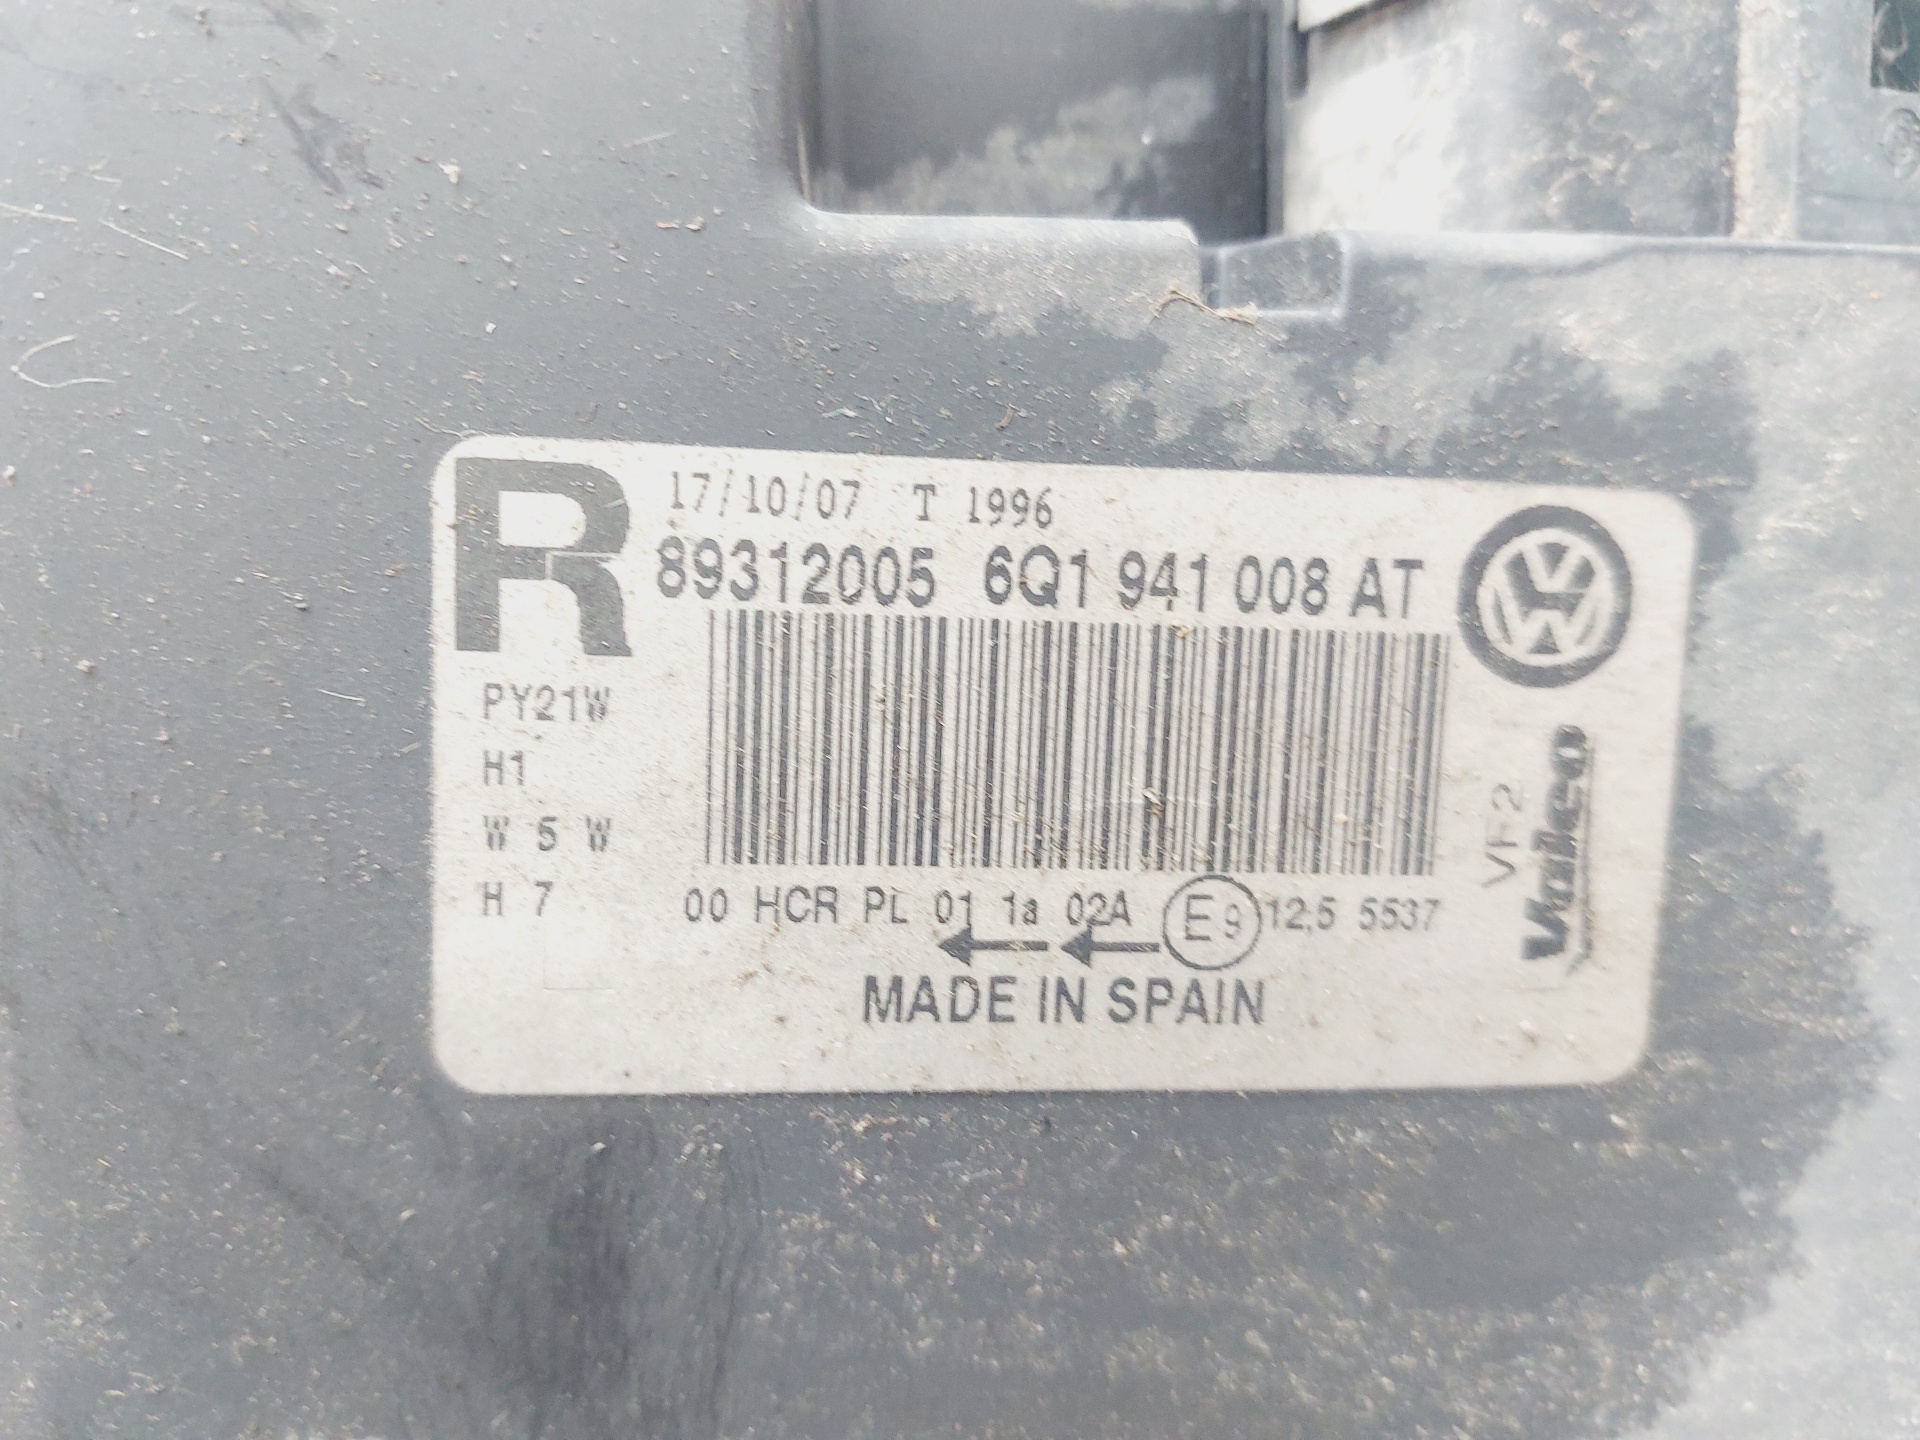 R
17/10/07 T 1996
89312005 6Q1 941 008 AT
PY21W
H1
W 5 W
H 7
00 HCR PL 01 1a 02A E9 12,5 5537
MADE IN SPAIN
VF2
Valeo